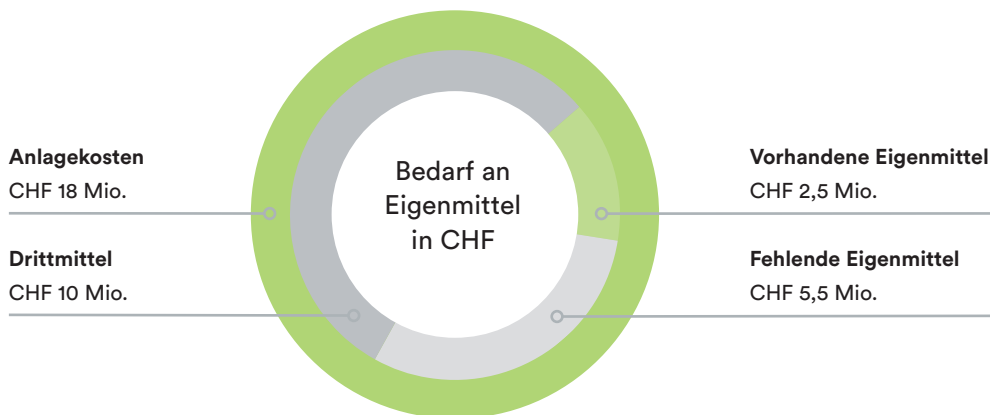 Anlagekosten
CHF 18 Mio.
Drittmittel
CHF 10 Mio.
Bedarf an
Eigenmittel
in CHF
Vorhandene Eigenmittel
CHF 2,5 Mio.
Fehlende Eigenmittel
CHF 5,5 Mio.